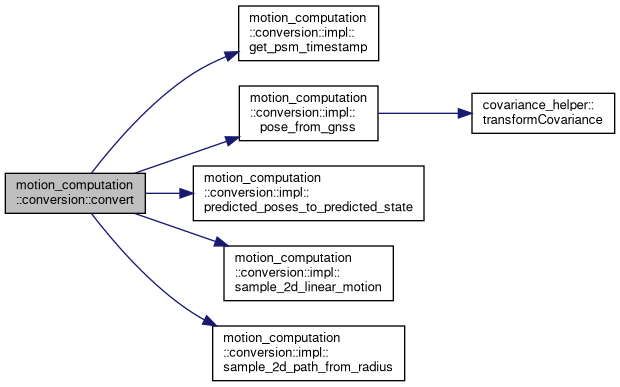 motion_computation
::conversion::convert
motion_computation
::conversion::impl::
get_psm_timestamp
motion_computation
::conversion::impl::
pose_from_gnss
covariance_helper::
transformCovariance
motion_computation
::conversion::impl::
predicted_poses_to_predicted_state
motion_computation
::conversion::impl::
sample_2d_linear_motion
motion_computation
::conversion::impl::
sample_2d_path_from_radius